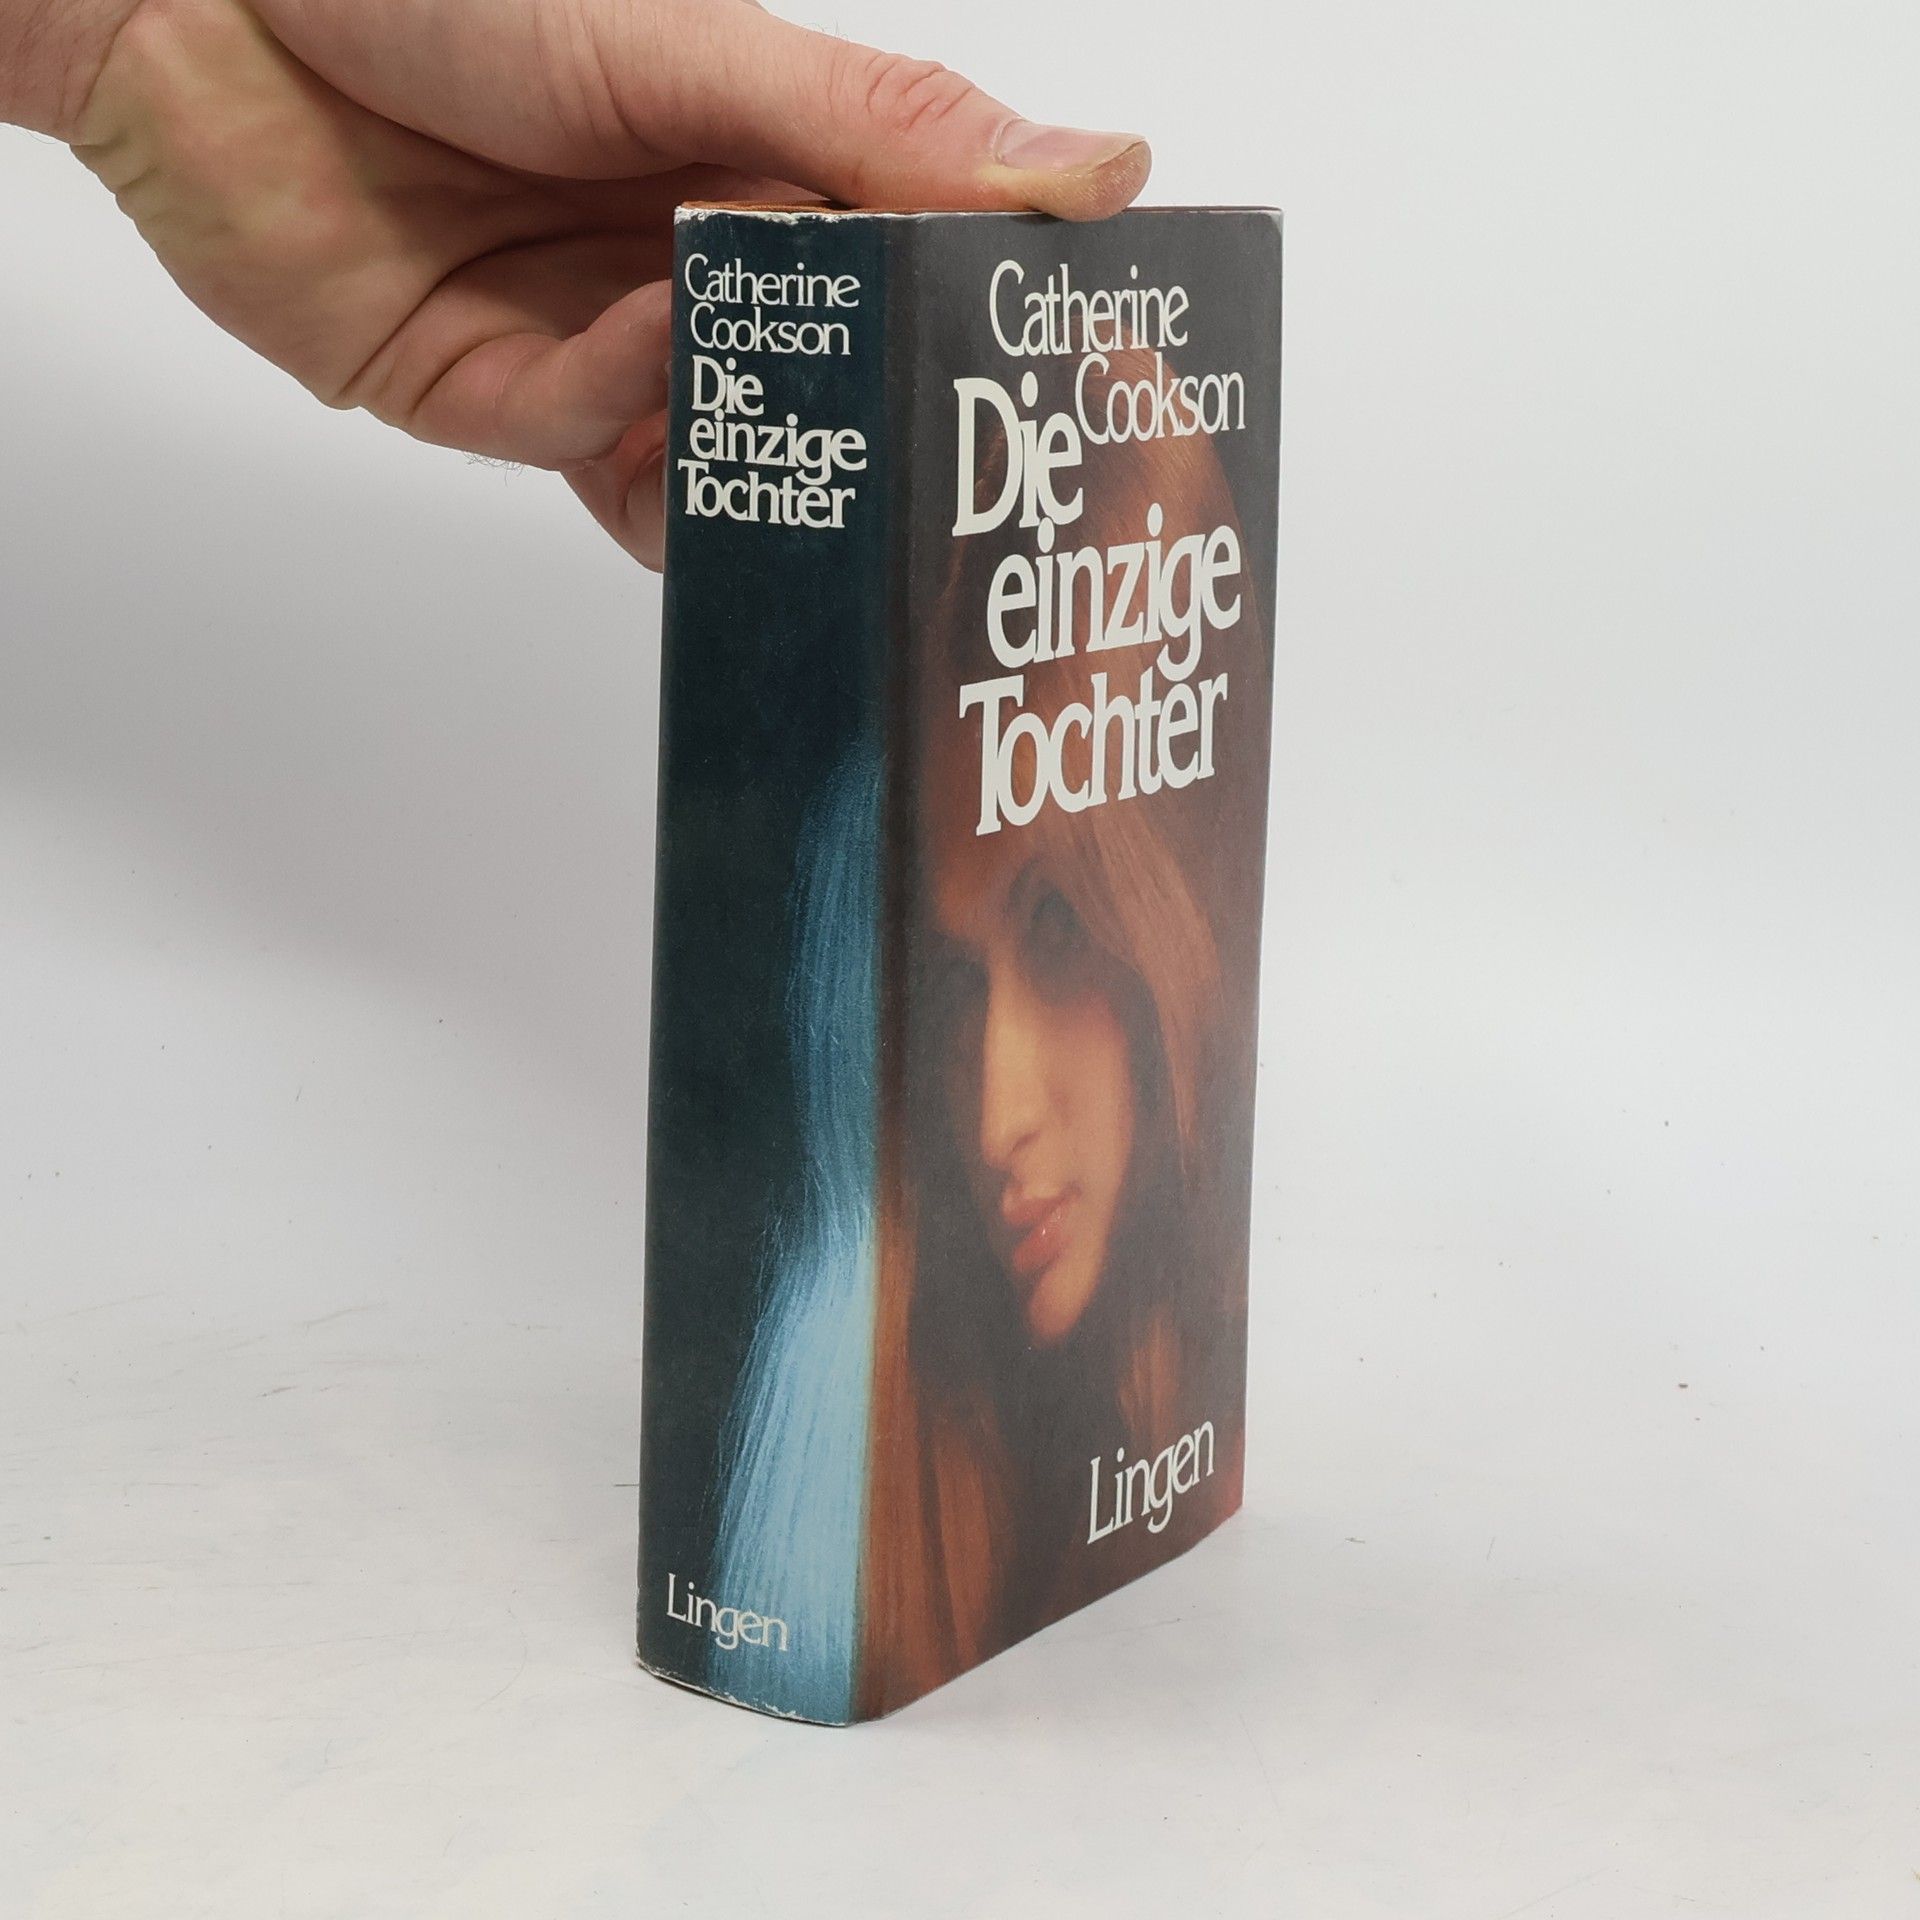 Catherine
Cookson
Die
einzige
Tochter
Lingen
Catherine
Cookson
Die
einzige
Tochter
Lingen